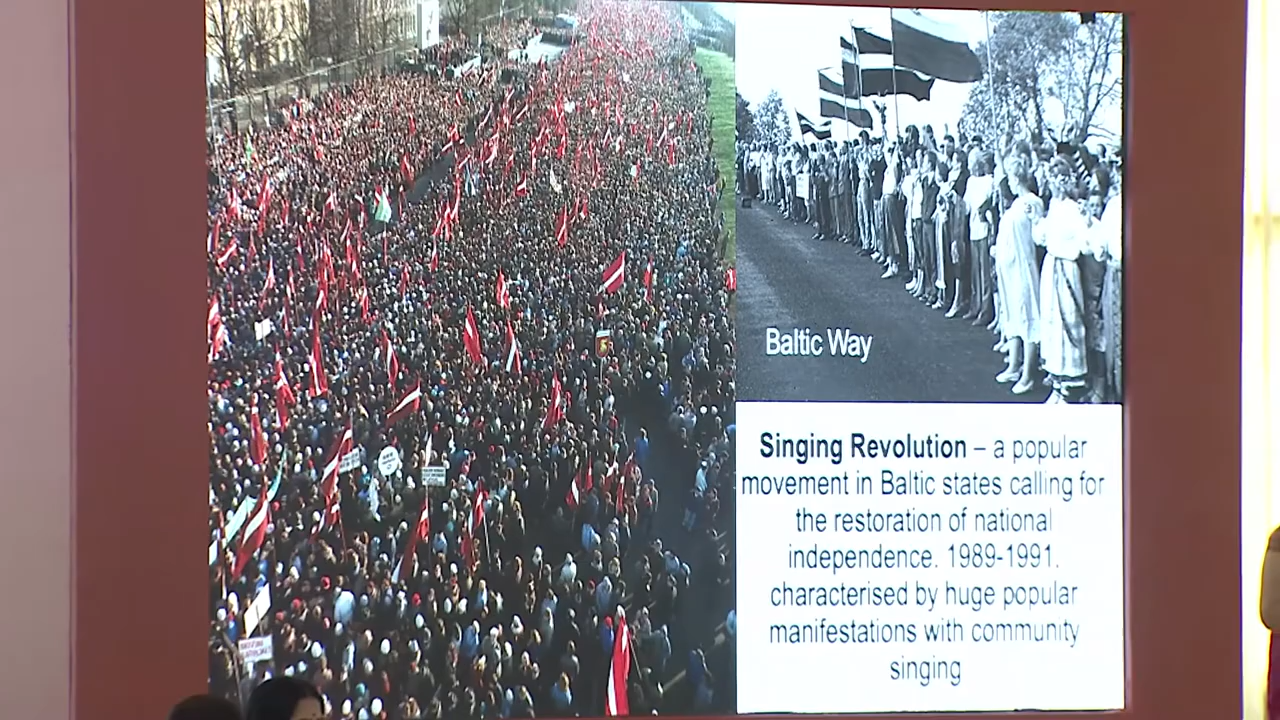 Baltic Way
Singing Revolution – a popular
movement in Baltic states calling for
the restoration of national
independence. 1989-1991.
characterised by huge popular
manifestations with community
singing